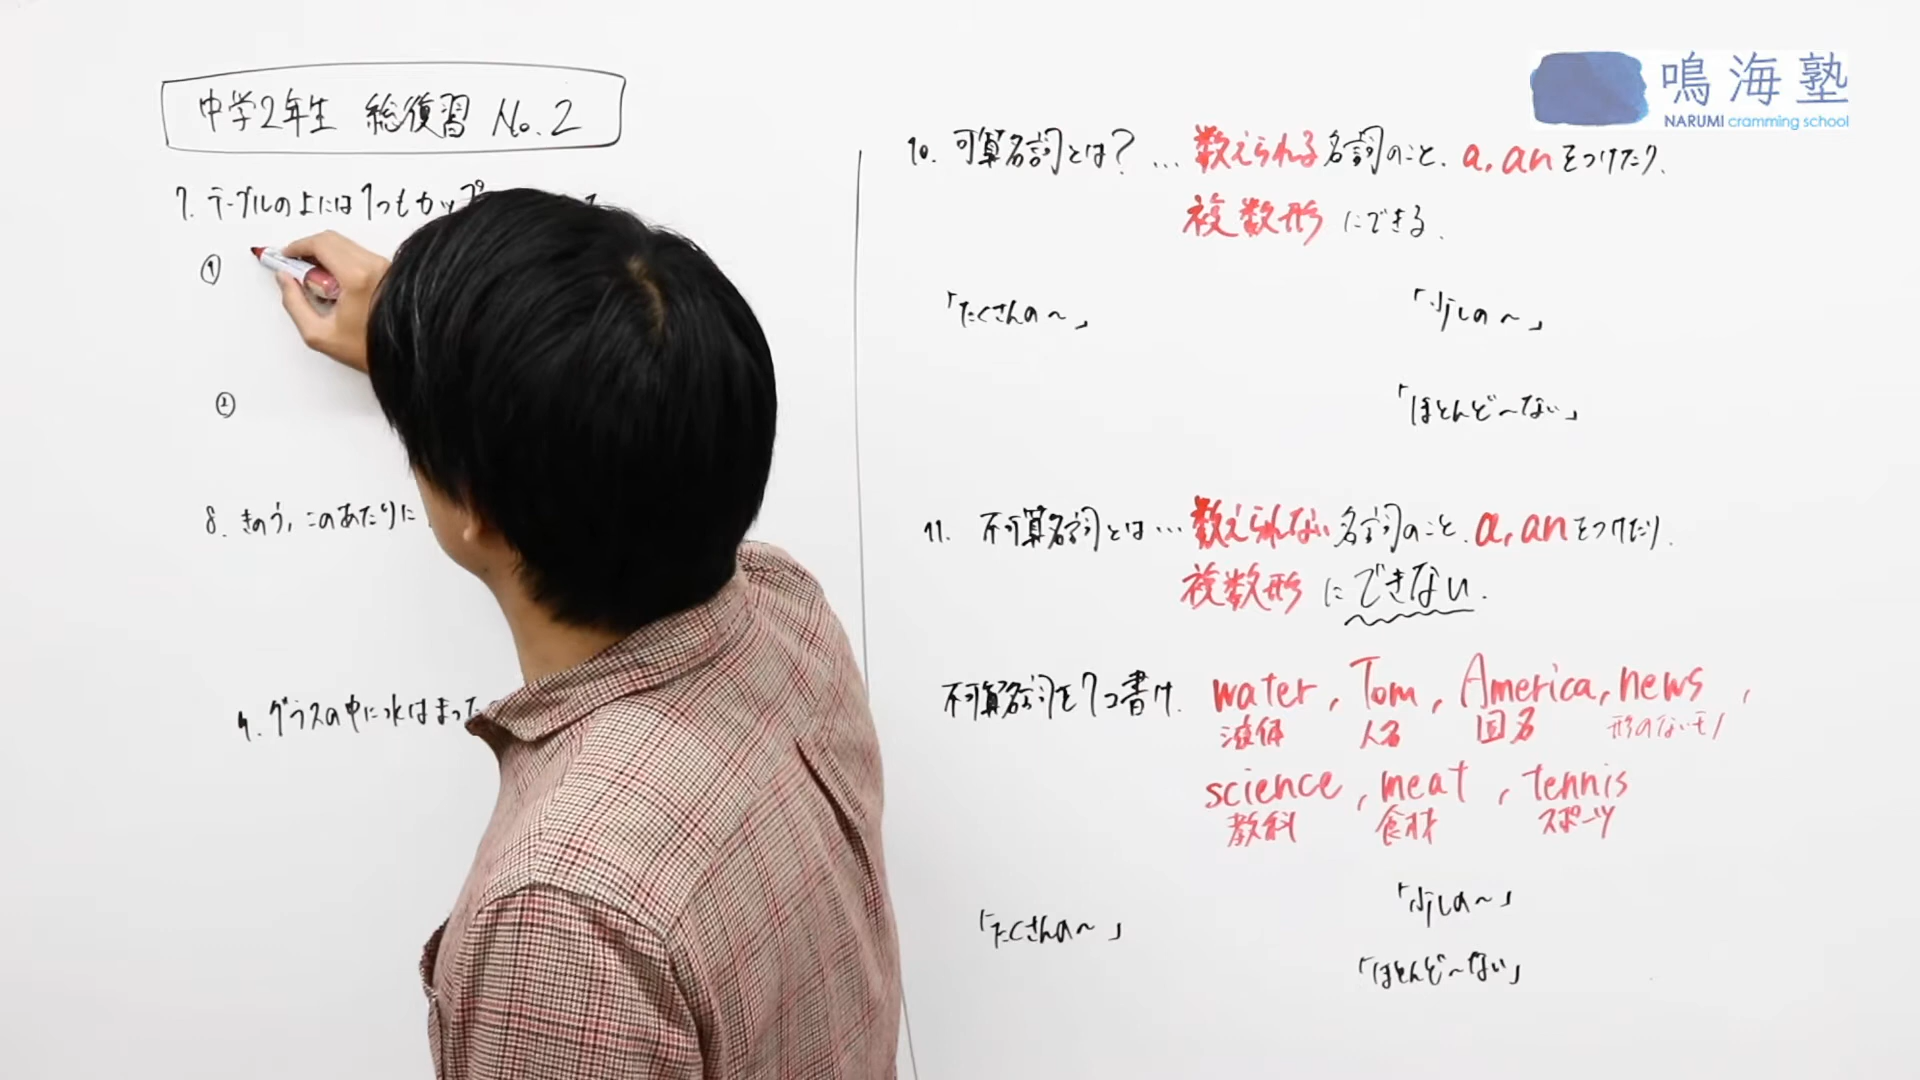 中学2年生 総復習 No.2
7. テーブルの上には1つもカップ
①
②
8. きのう,このあたりに
9. グラスの中に水はまった
鳴海塾
NARUMI cramming school
10. 可算名詞とは? … 数えられる名詞のこと. a, anをつけたり.
複数形 にできる.
「たくさんの〜」
「少しの〜」
「ほとんど〜ない」
11. 不可算名詞とは… 数えられない名詞のこと. a, anをつけたり.
複数形 にできない.
不可算名詞を7つ書け. water, Tom, America, news,
液体 人名 国名 形のないモノ
science, meat, tennis
教科 食材 スポーツ
「たくさんの〜」
「少しの〜」
「ほとんど〜ない」